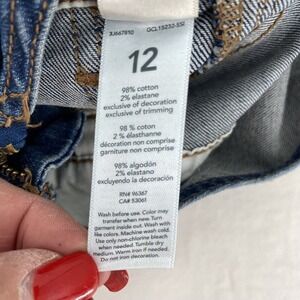 3J667810 GCL15232-SSI
12
98% cotton
2% elastane
exclusive of decoration
exclusive of trimming
98 % coton
2 % élasthanne
décoration non comprise
garniture non comprise
98% algodón
2% elastano
excluyendo la decoración
RN# 96367
CA# 53061
Wash before use. Color may
transfer when new. Turn
garment inside out. Wash with
like colors. Machine wash cold.
Use only non-chlorine bleach
when needed. Tumble dry
medium. Warm iron if needed.
Do not iron decoration.